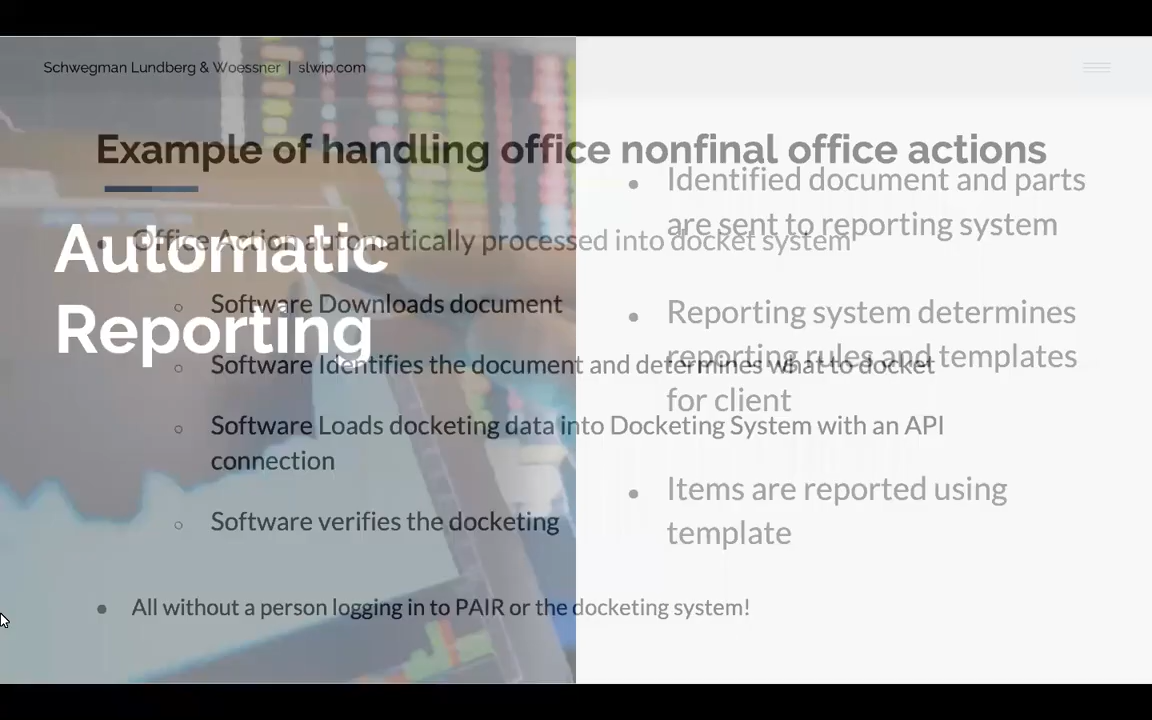 Schwegman Lundberg & Woessner | slwip.com
Example of handling office nonfinal office actions
• Office Action automatically processed into docket system
○ Software Downloads document
○ Software Identifies the document and determines what to docket
○ Software Loads docketing data into Docketing System with an API
connection
○ Software verifies the docketing
• All without a person logging in to PAIR or the docketing system!
Automatic
Reporting
• Identified document and parts
are sent to reporting system
• Reporting system determines
reporting rules and templates
for client
• Items are reported using
template